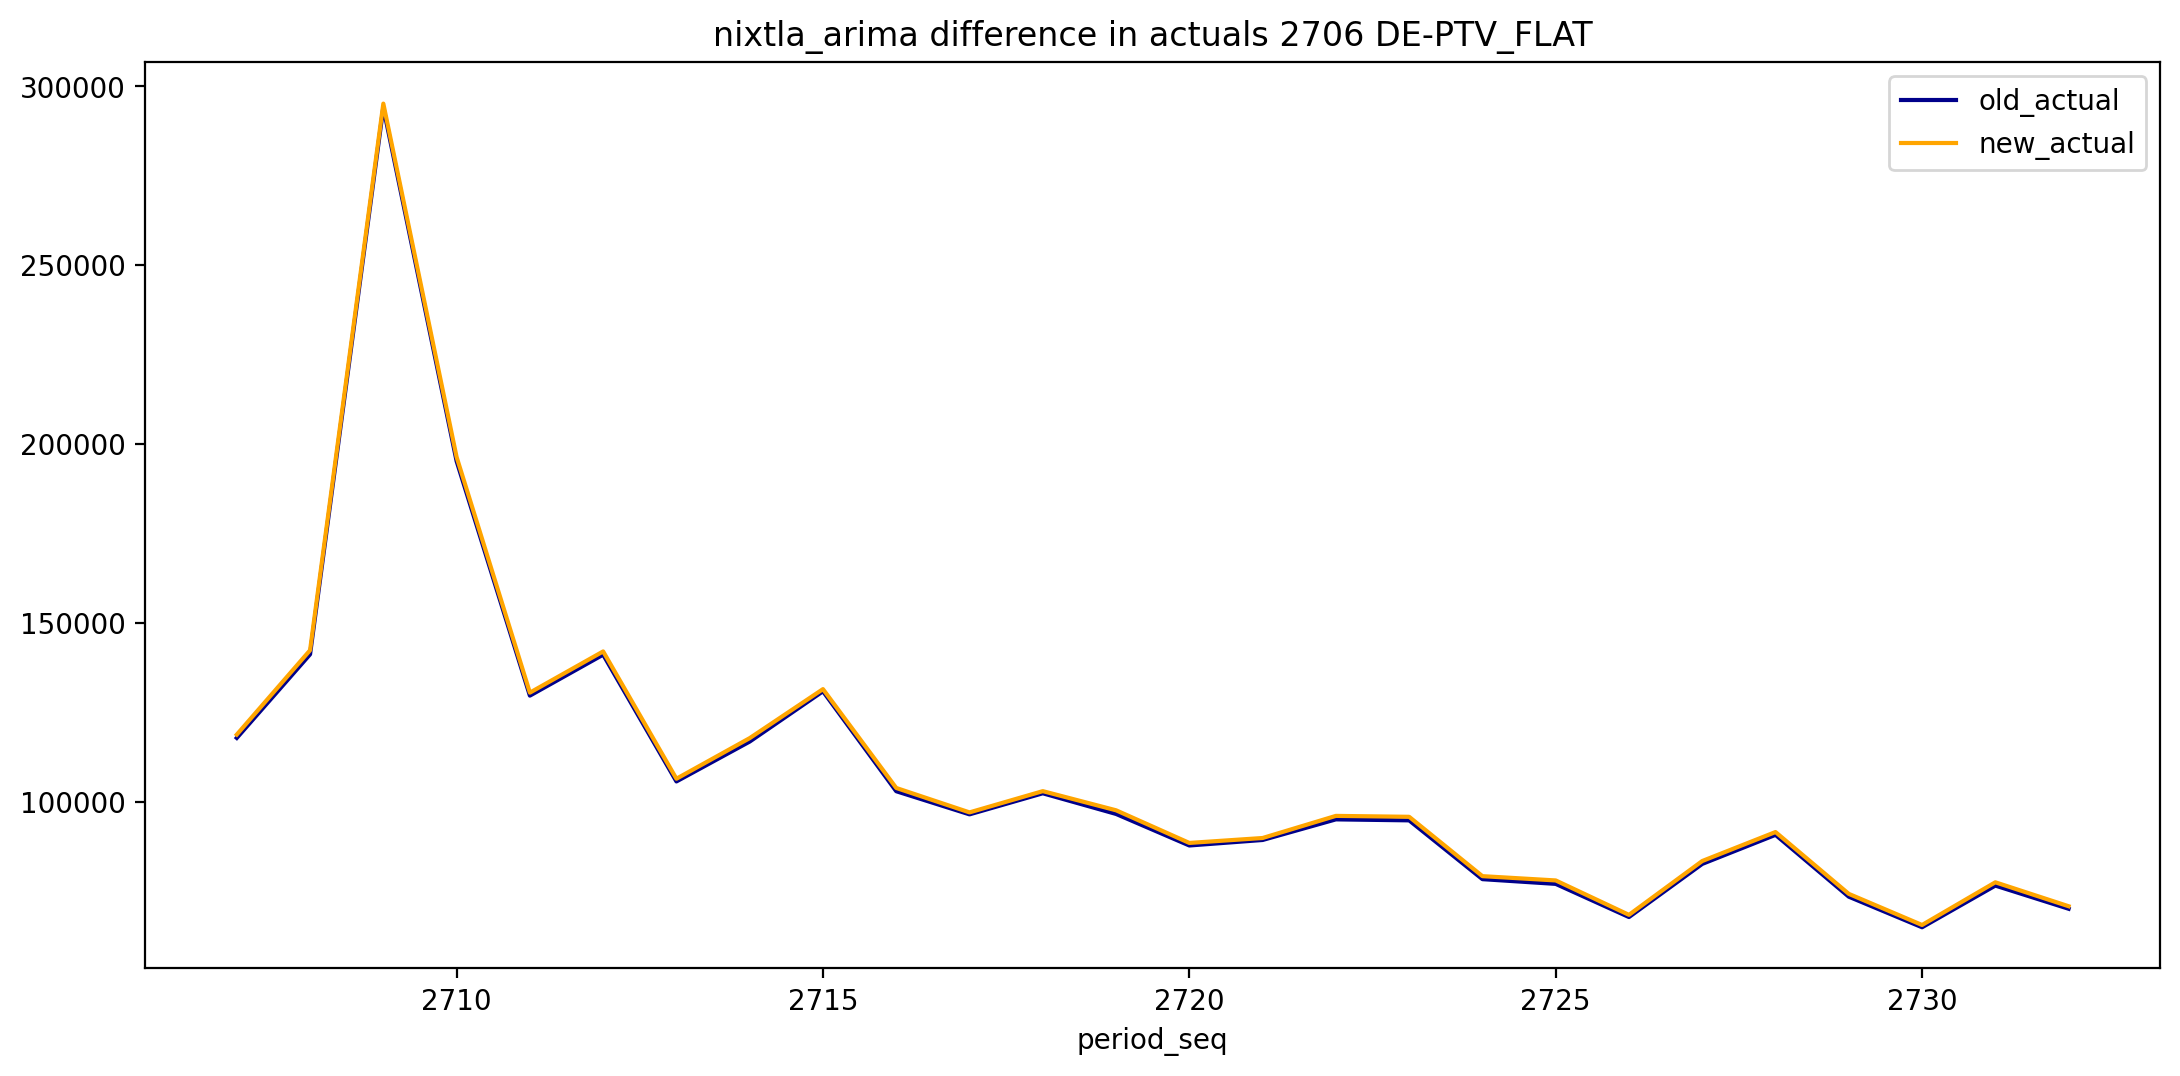 nixtla_arima difference in actuals 2706 DE-PTV_FLAT
old_actual
new_actual
300000
250000
200000
150000
100000
2710 2715 2720 2725 2730
period_seq